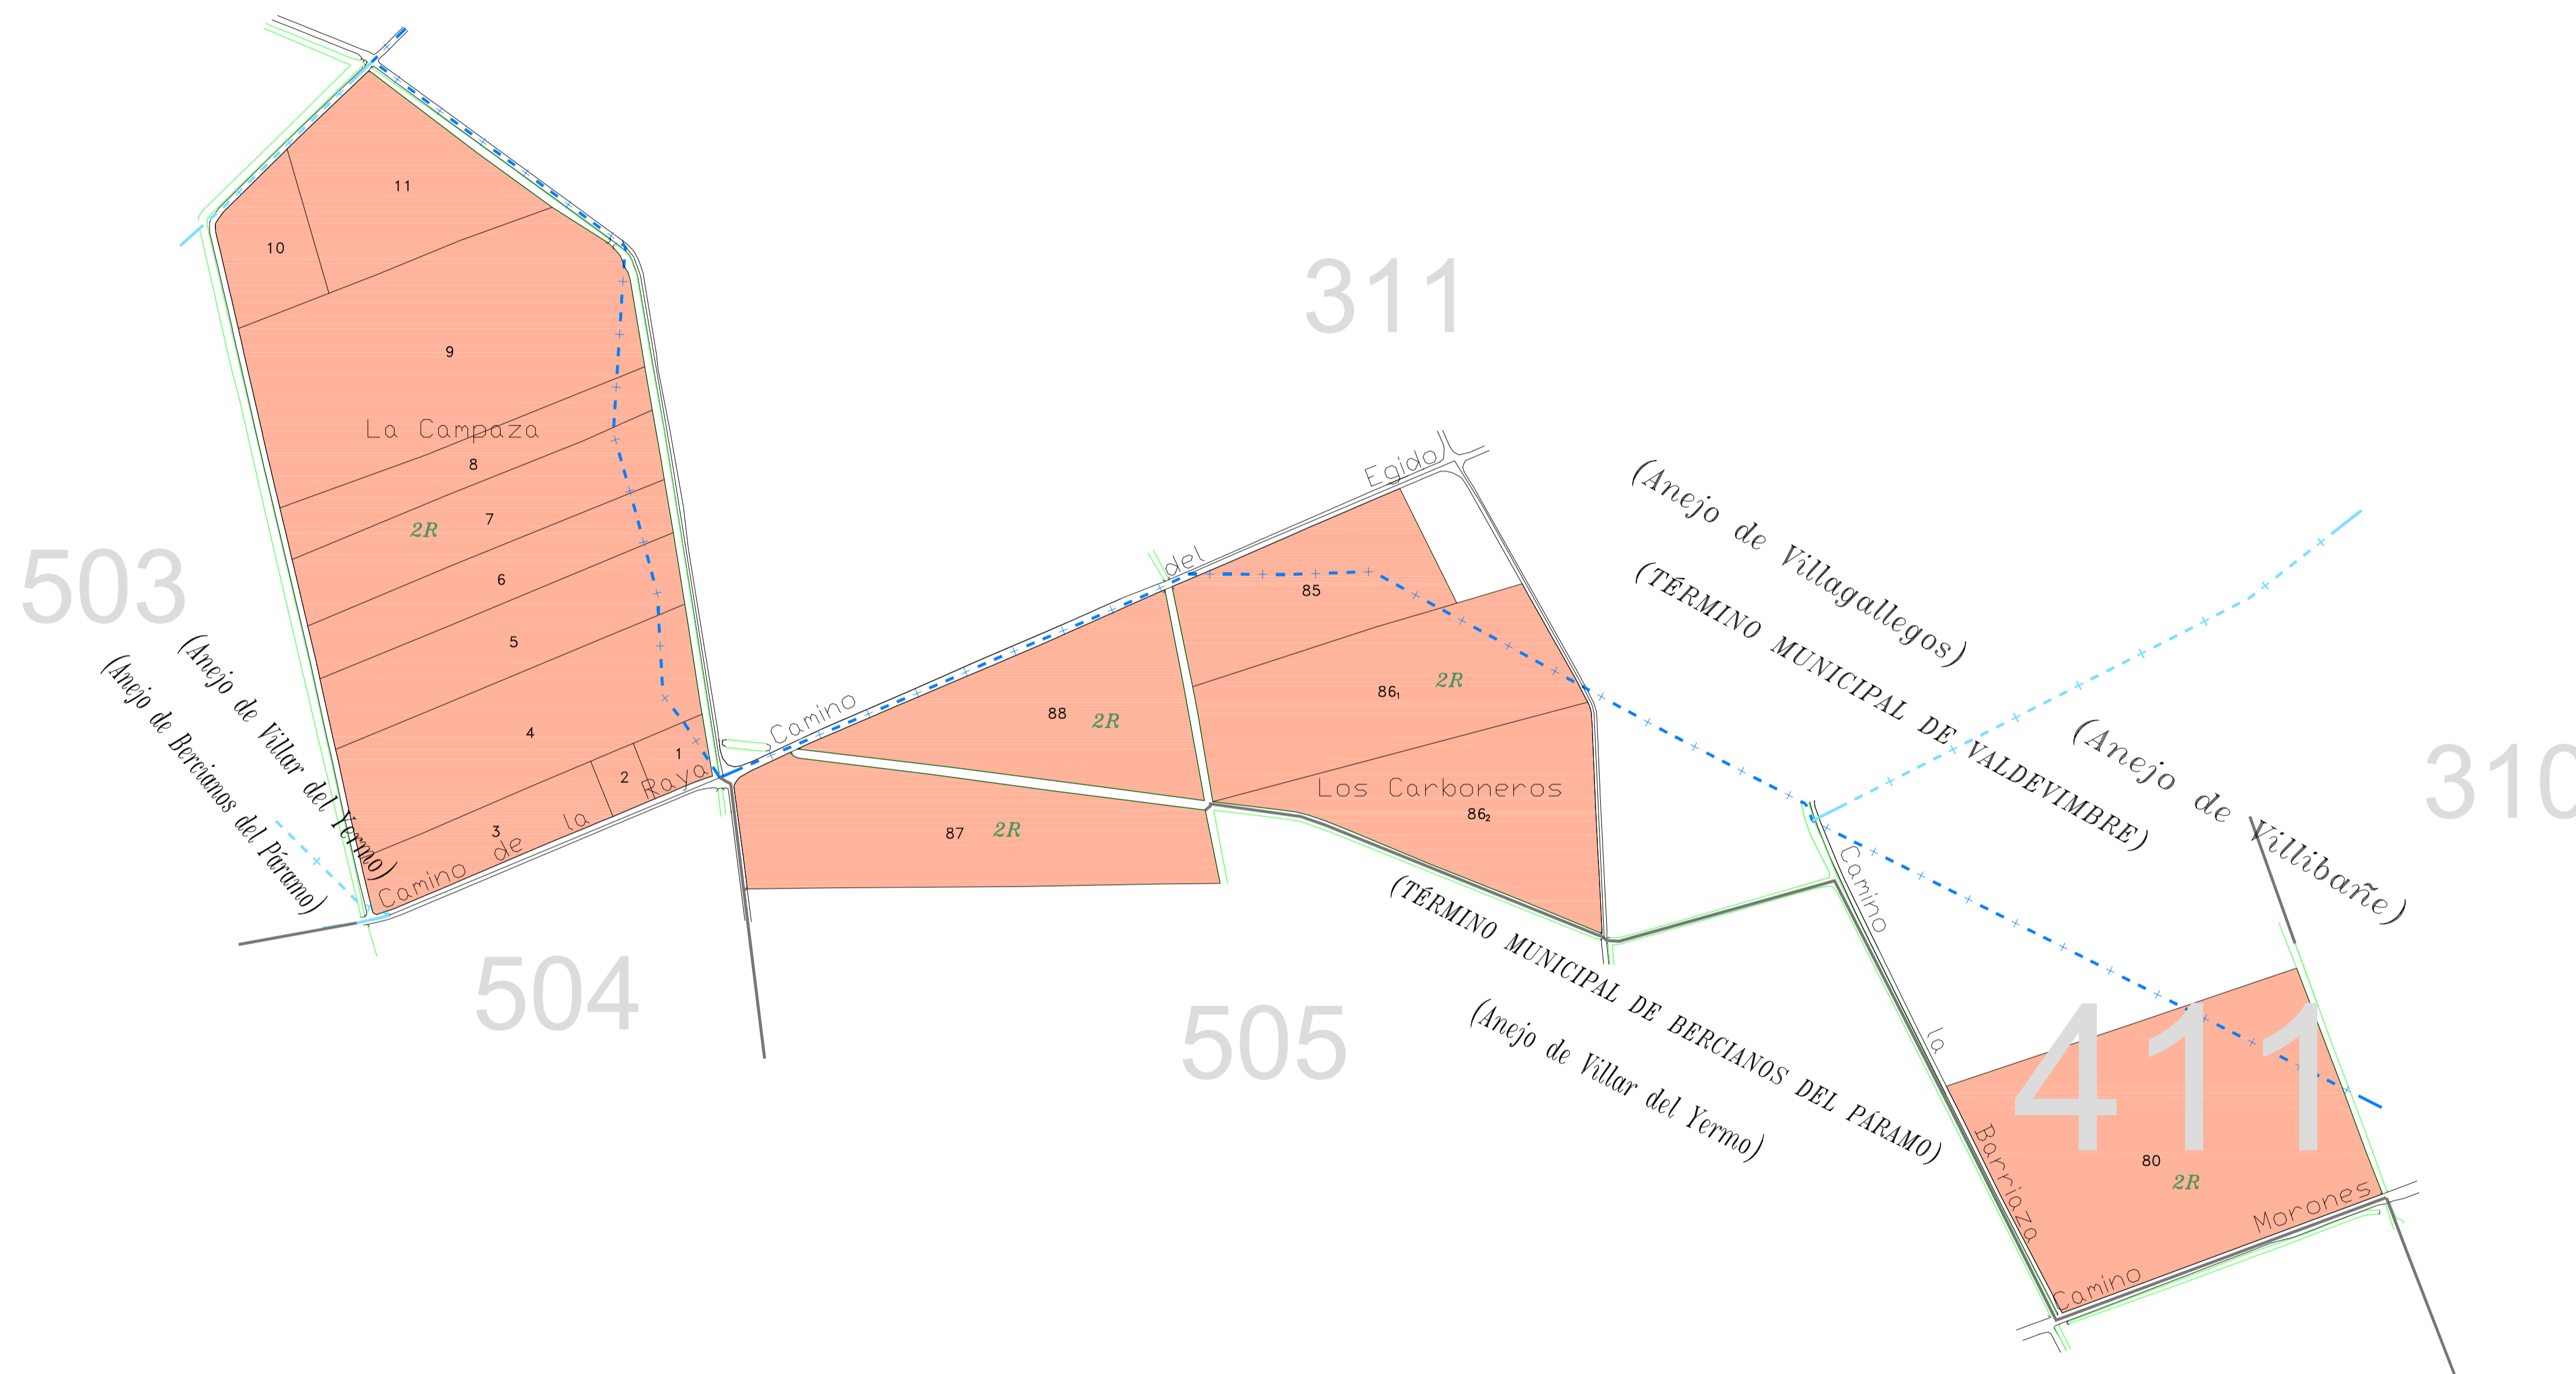 11
10
311
9
La Campaza
8
7
2R
6
5
503
4
1
2
3
Camino de la Raya
(Anejo de Villar del Yermo)
(Anejo de Bercianos del Páramo)
504
Camino del Egido
85
88
2R
86₁
2R
87
2R
Los Carboneros
86₂
505
(Anejo de Villagallegos)
(TÉRMINO MUNICIPAL DE VALDEVIMBRE)
(Anejo de Villibañe)
310
(TÉRMINO MUNICIPAL DE BERCIANOS DEL PÁRAMO)
(Anejo de Villar del Yermo)
Camino la Barriaza
411
80
2R
Camino Morones